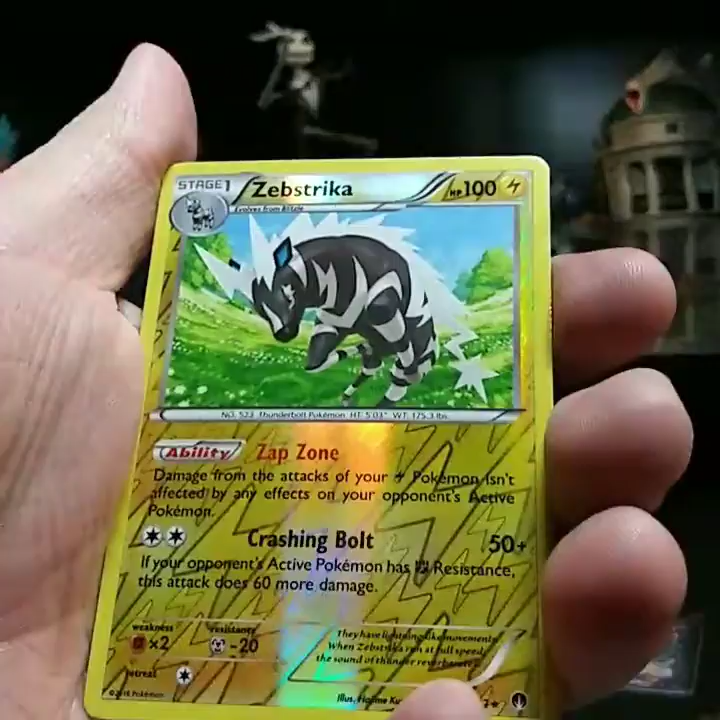 STAGE1 Zebstrika HP100
Evolves from Blitzle
NO. 523 Thunderbolt Pokémon HT: 5'03" WT: 175.3 lbs.
Ability Zap Zone
Damage from the attacks of your Pokémon isn't
affected by any effects on your opponent's Active
Pokémon.
Crashing Bolt 50+
If your opponent's Active Pokémon has Resistance,
this attack does 60 more damage.
weakness resistance
×2 -20
They have lightning-like movements.
When Zebstrika run at full speed,
the sound of thunder reverberates.
retreat
©2016 Pokémon
Illus. Hajime